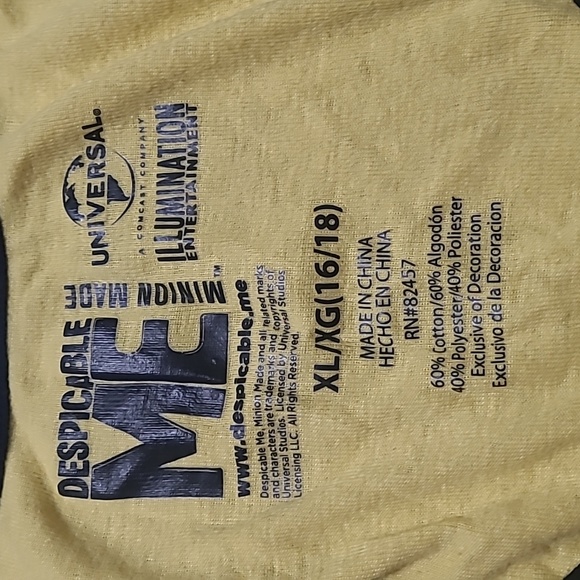 DESPICABLE
ME
MINION MADE
MINION
™
UNIVERSAL®
A COMCAST COMPANY
ILLUMINATION
ENTERTAINMENT
www.despicable.me
Despicable Me, Minion Made and all related marks
and characters are trademarks and copyrights of
Universal Studios. Licensed by Universal Studios
Licensing LLC. All Rights Reserved.
XL/XG(16/18)
MADE IN CHINA
HECHO EN CHINA
RN#82457
60% Cotton/60% Algodón
40% Polyester/40% Poliester
Exclusive of Decoration
Exclusivo de la Decoracion